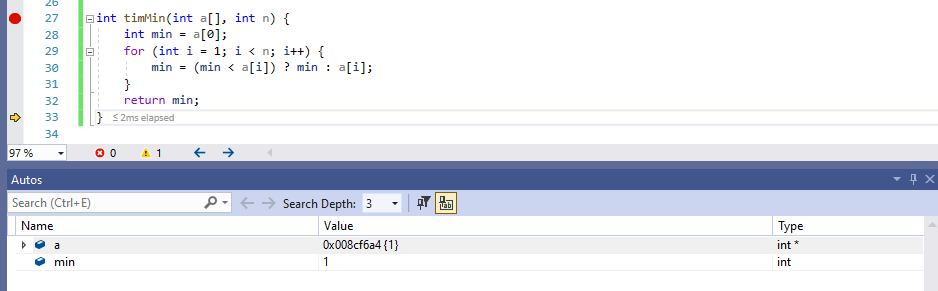 26
27 int timMin(int a[], int n) {
28 int min = a[0];
29 for (int i = 1; i < n; i++) {
30 min = (min < a[i]) ? min : a[i];
31 }
32 return min;
33 } ≤ 2ms elapsed
34
97 % 0 1
Autos
Search (Ctrl+E) Search Depth: 3
Name Value Type
a 0x008cf6a4 {1} int *
min 1 int